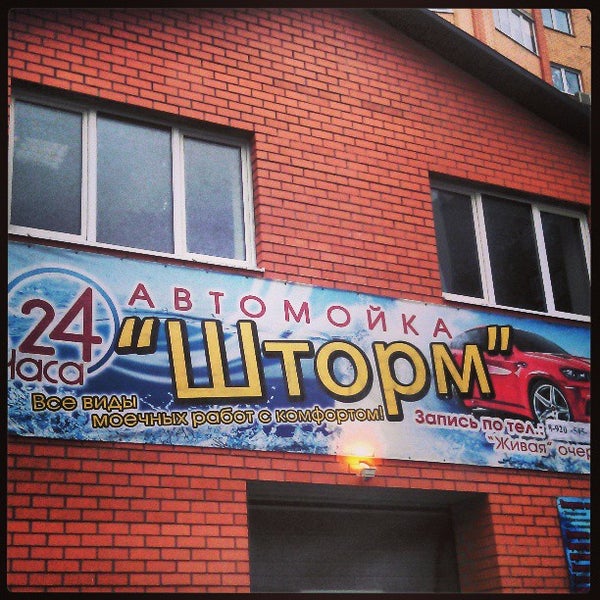 24
часа
АВТОМОЙКА
"Шторм"
Все виды
моечных работ с комфортом!
Запись по тел.:
"Живая"